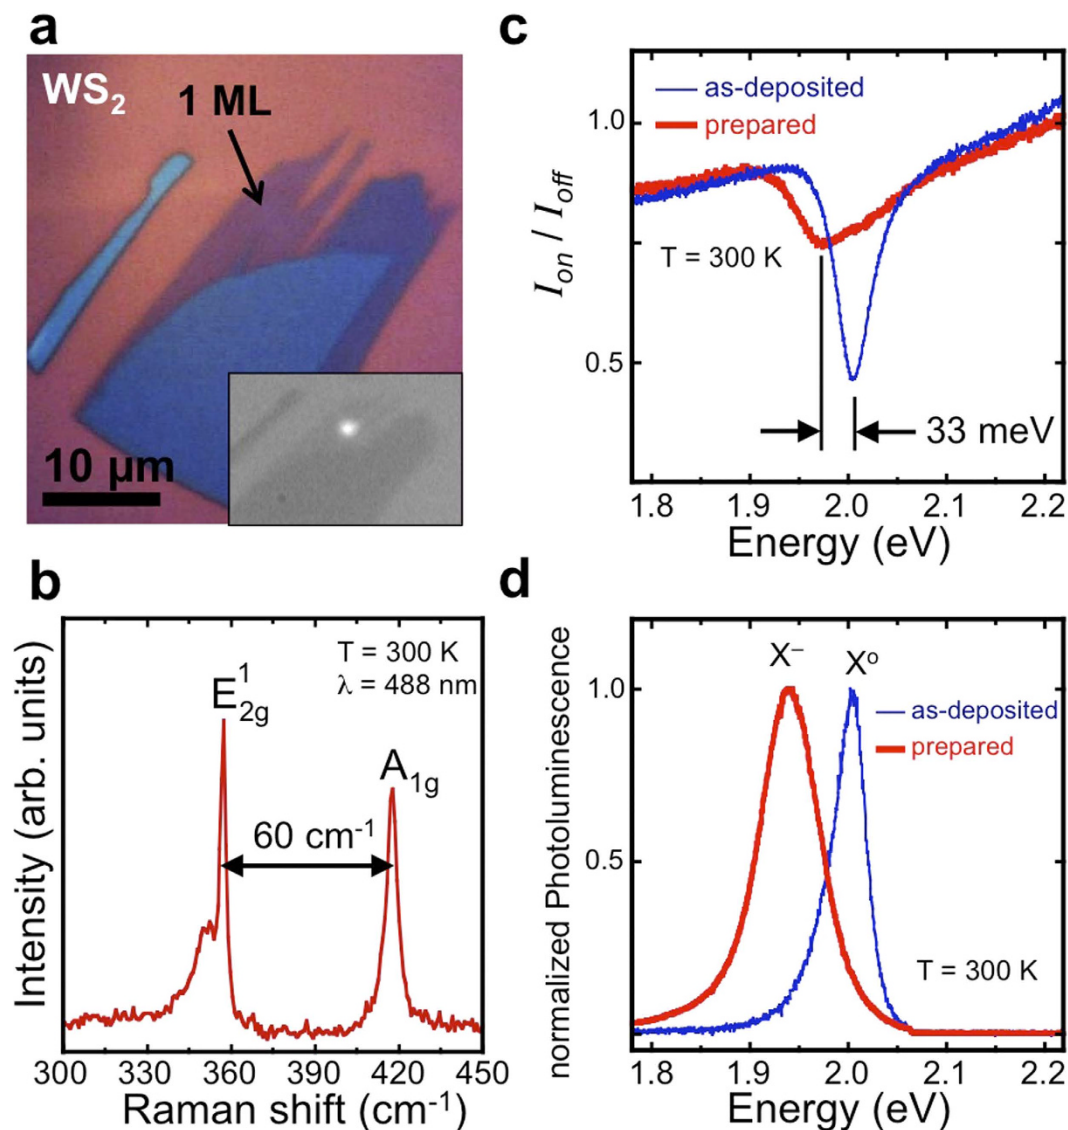 a
WS₂
1 ML
10 μm
b
Intensity (arb. units)
T = 300 K
λ = 488 nm
E¹₂g
A₁g
60 cm⁻¹
300 330 360 390 420 450
Raman shift (cm⁻¹)
c
Iₒₙ / Iₒff
1.0
0.5
as-deposited
prepared
T = 300 K
33 meV
1.8 1.9 2.0 2.1 2.2
Energy (eV)
d
normalized Photoluminescence
1.0
0.5
X⁻
X⁰
as-deposited
prepared
T = 300 K
1.8 1.9 2.0 2.1 2.2
Energy (eV)